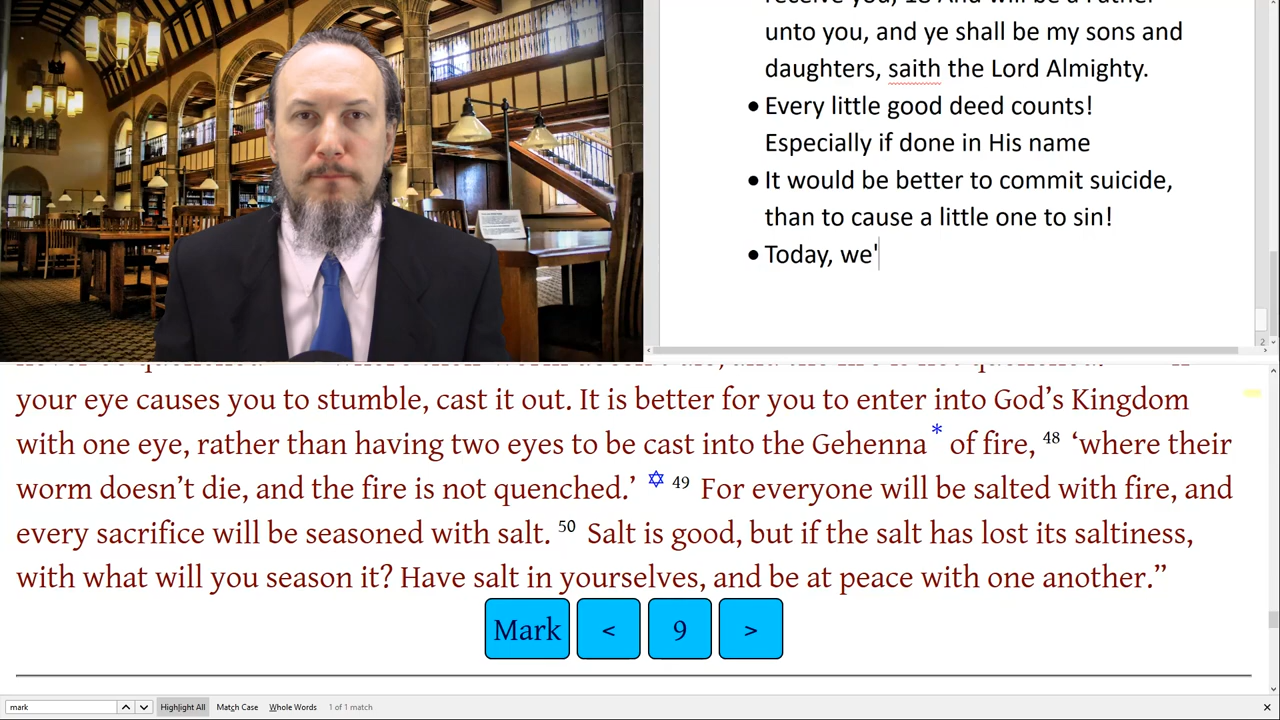 unto you, and ye shall be my sons and
daughters, saith the Lord Almighty.
• Every little good deed counts!
Especially if done in His name
• It would be better to commit suicide,
than to cause a little one to sin!
• Today, we'
your eye causes you to stumble, cast it out. It is better for you to enter into God’s Kingdom
with one eye, rather than having two eyes to be cast into the Gehenna* of fire, 48 ‘where their
worm doesn’t die, and the fire is not quenched.’ ✡ 49 For everyone will be salted with fire, and
every sacrifice will be seasoned with salt. 50 Salt is good, but if the salt has lost its saltiness,
with what will you season it? Have salt in yourselves, and be at peace with one another.”
Mark < 9 >
mark Highlight All Match Case Whole Words 1 of 1 match
2